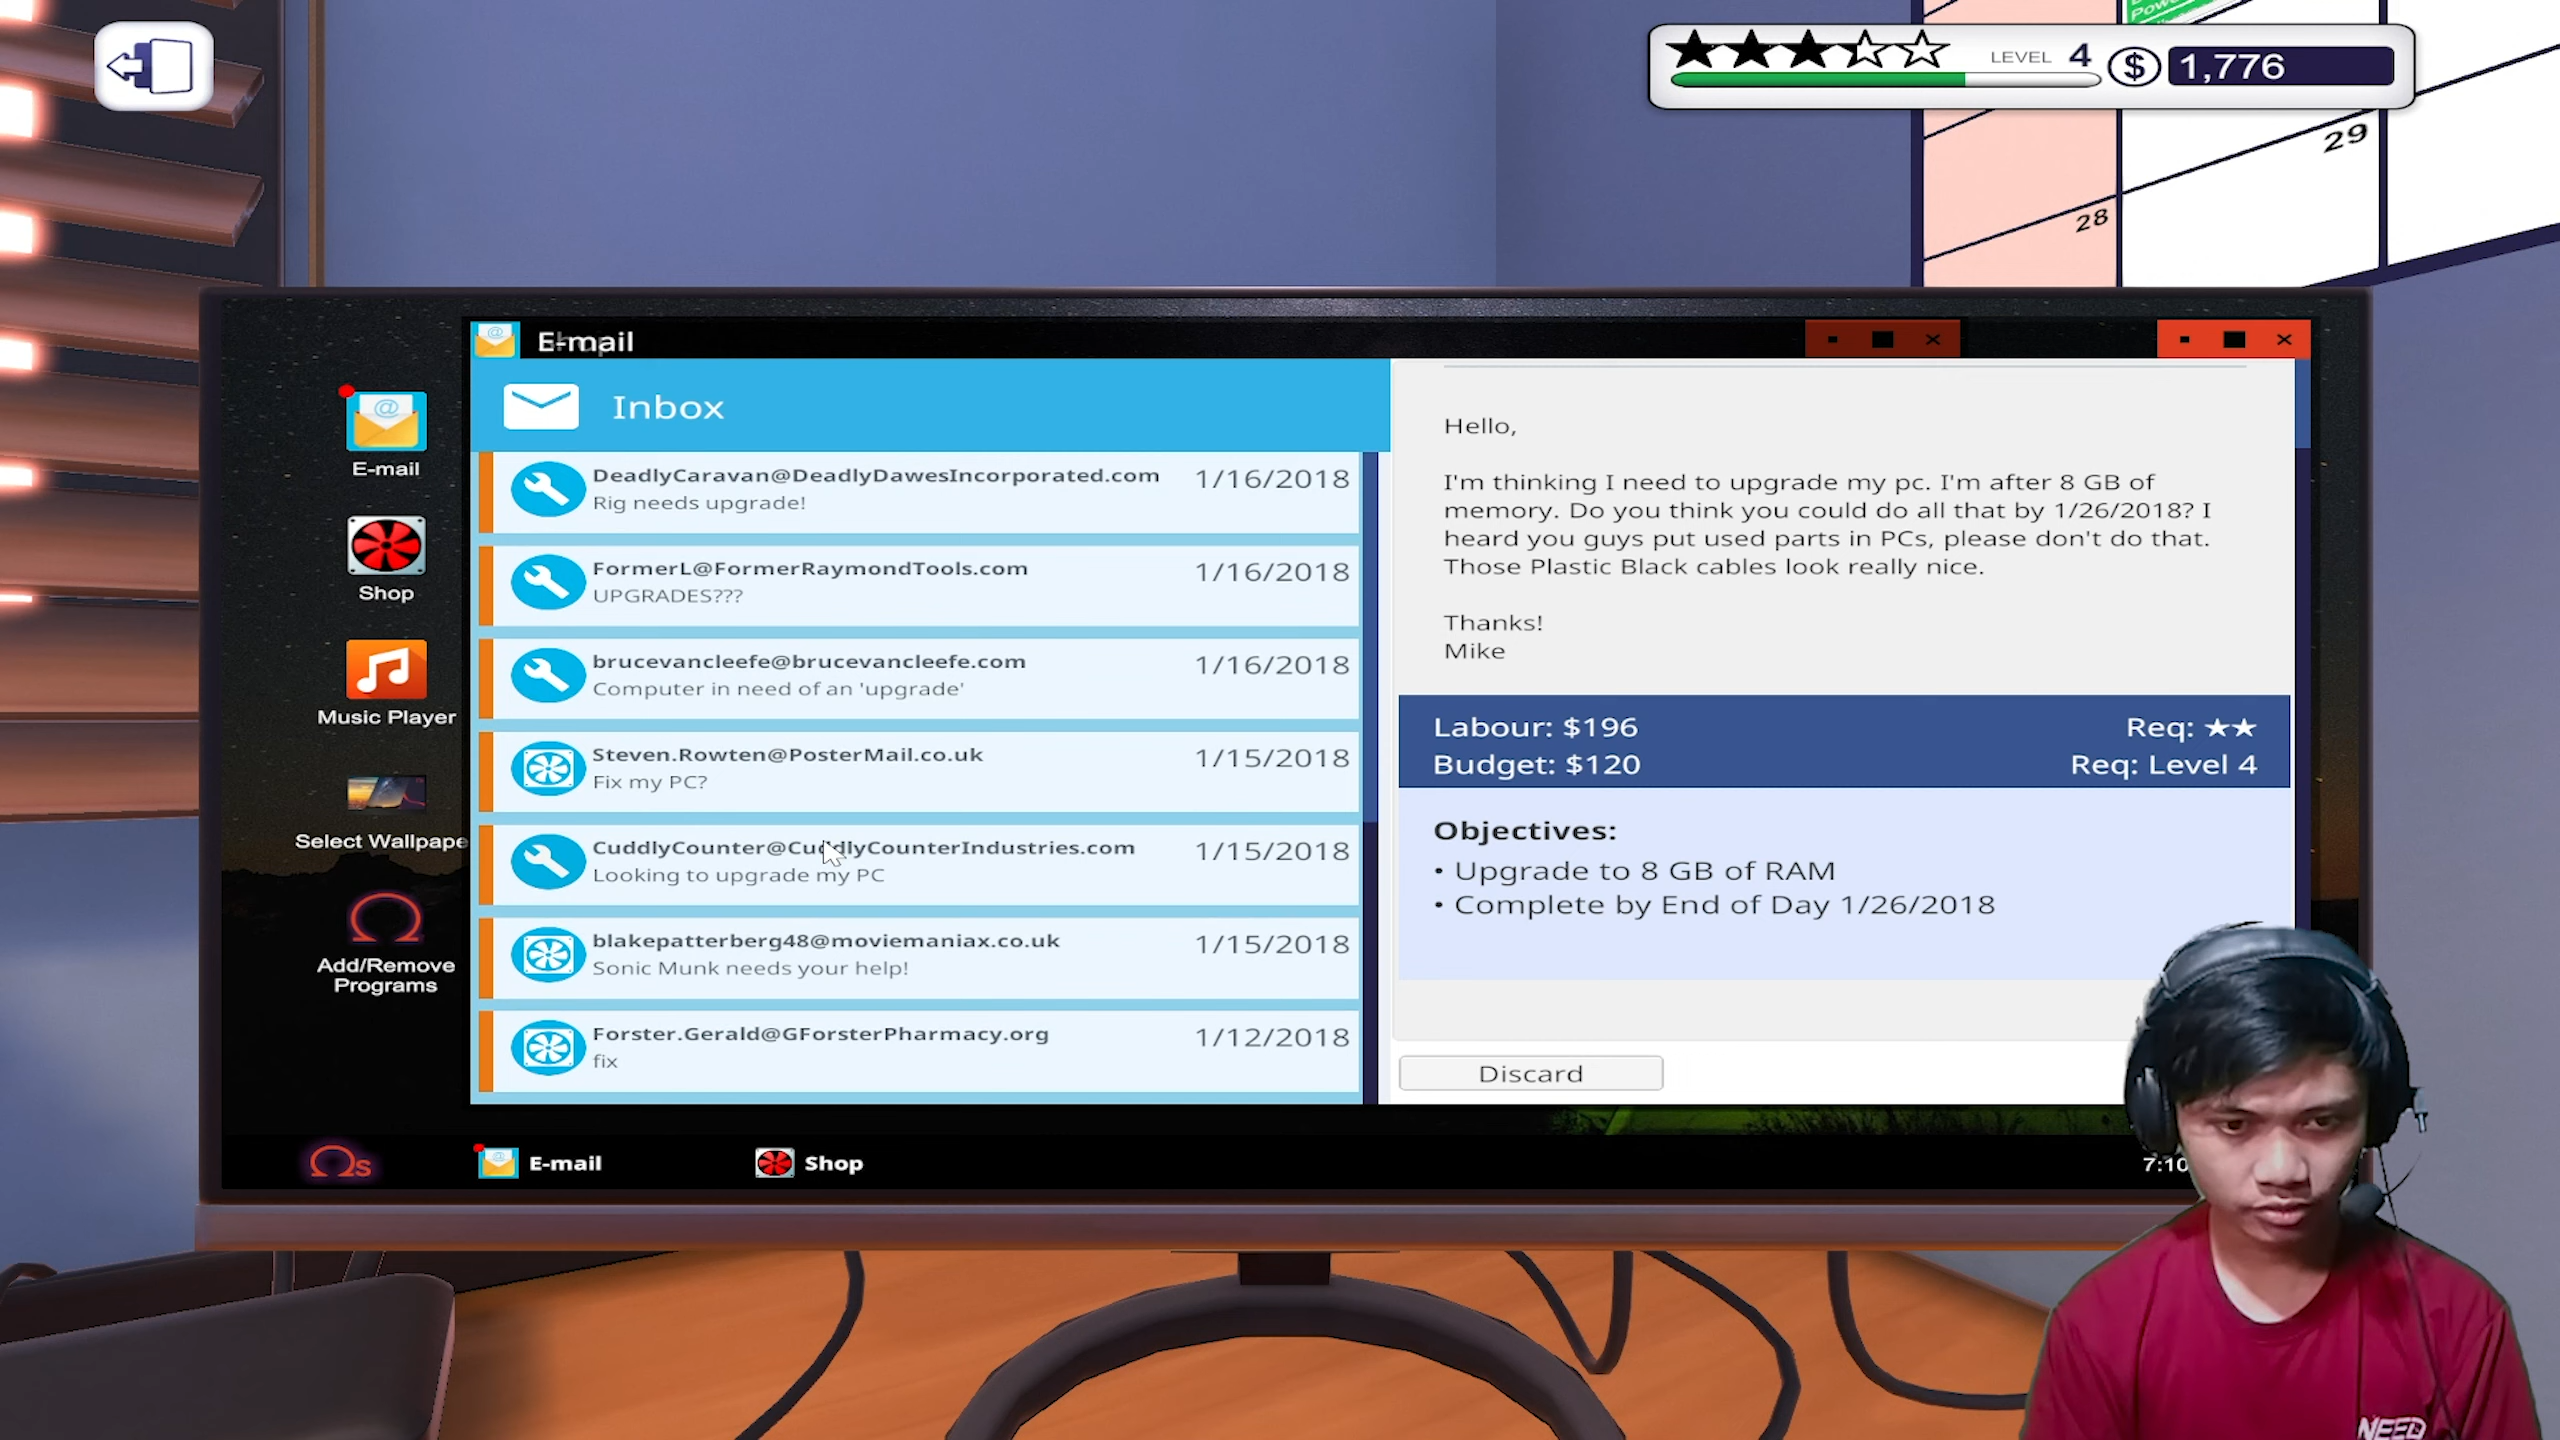 Powe
LEVEL 4
$ 1,776
29
28
E-mail
Inbox
DeadlyCaravan@DeadlyDawesIncorporated.com 1/16/2018
Rig needs upgrade!
FormerL@FormerRaymondTools.com 1/16/2018
UPGRADES???
brucevancleefe@brucevancleefe.com 1/16/2018
Computer in need of an 'upgrade'
Steven.Rowten@PosterMail.co.uk 1/15/2018
Fix my PC?
CuddlyCounter@CuddlyCounterIndustries.com 1/15/2018
Looking to upgrade my PC
blakepatterberg48@moviemaniax.co.uk 1/15/2018
Sonic Munk needs your help!
Forster.Gerald@GForsterPharmacy.org 1/12/2018
fix
Hello,
I'm thinking I need to upgrade my pc. I'm after 8 GB of
memory. Do you think you could do all that by 1/26/2018? I
heard you guys put used parts in PCs, please don't do that.
Those Plastic Black cables look really nice.
Thanks!
Mike
Labour: $196 Req: ★★
Budget: $120 Req: Level 4
Objectives:
• Upgrade to 8 GB of RAM
• Complete by End of Day 1/26/2018
Discard
E-mail
Shop
Music Player
Select Wallpape
Add/Remove
Programs
Ωs
E-mail
Shop
7:10
NEED